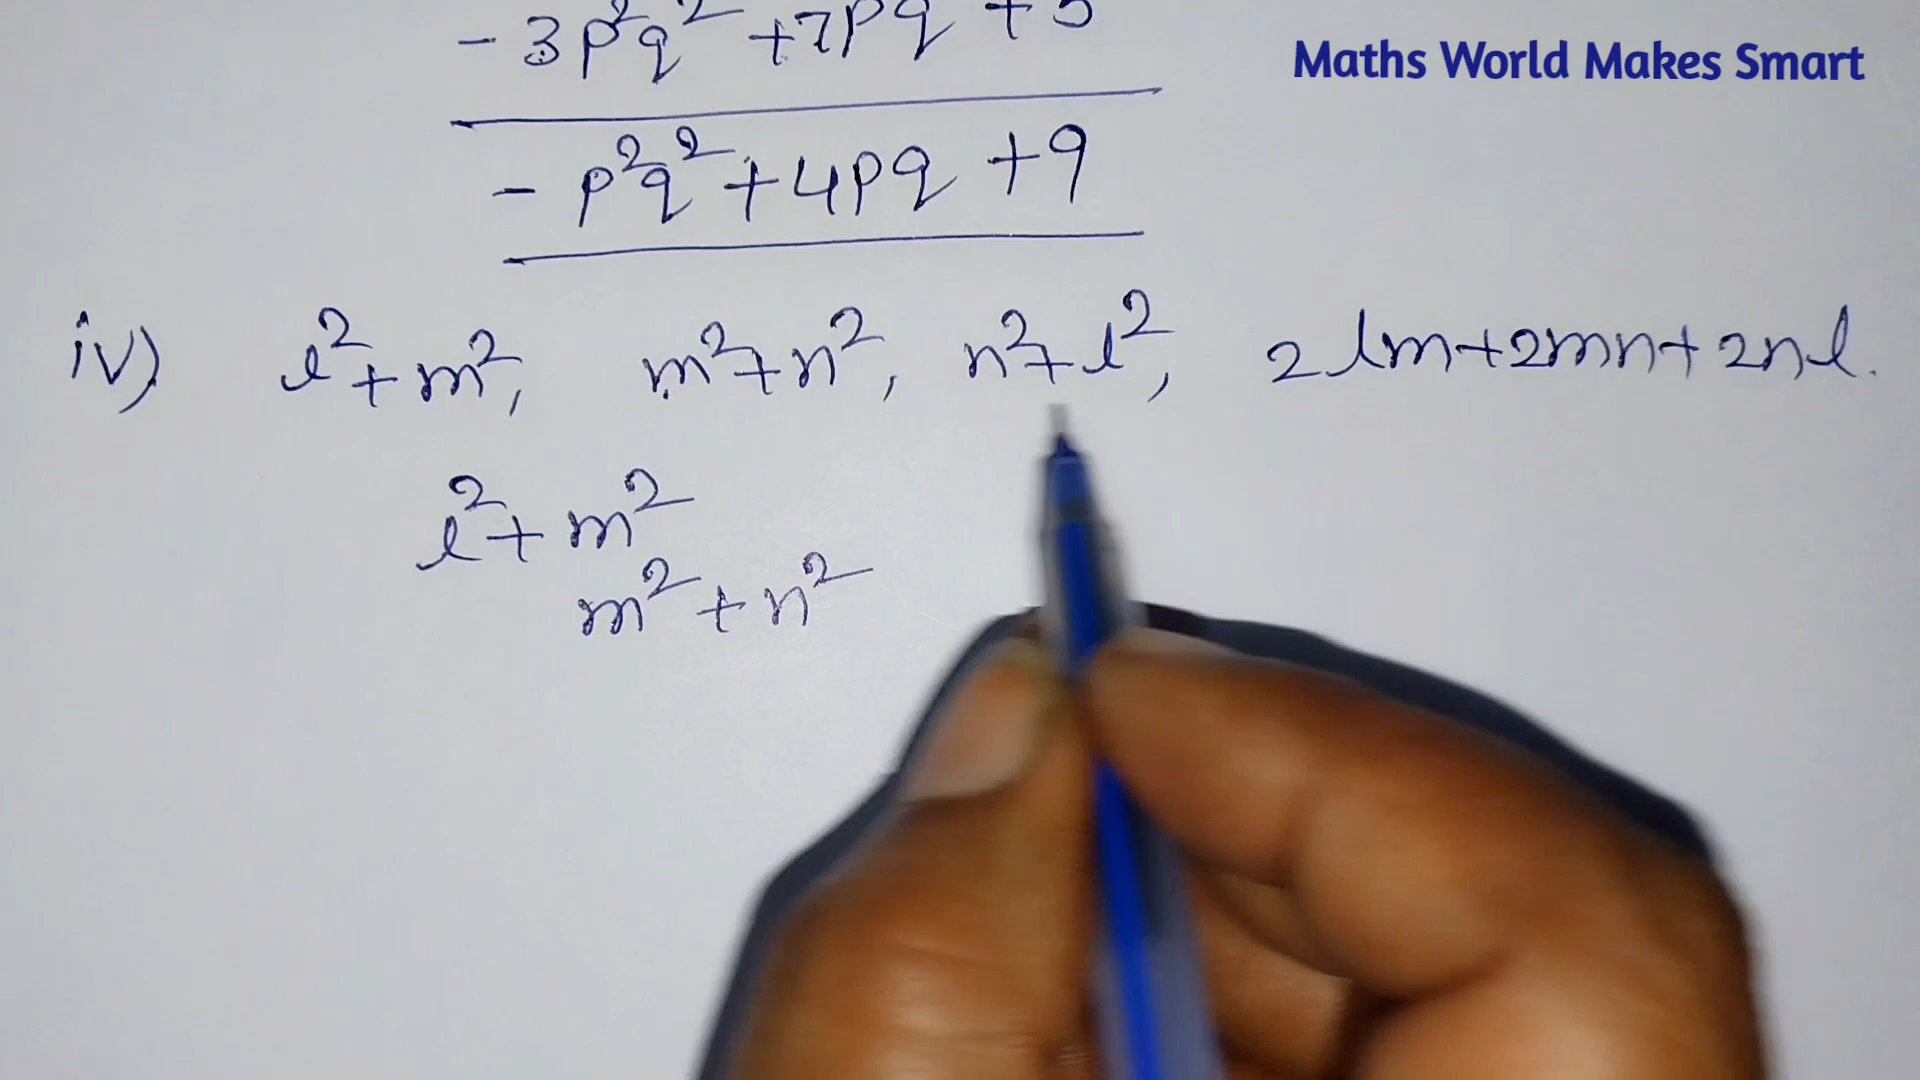 - 3p²q² + 7pq + 5
Maths World Makes Smart
- p²q² + 4pq + 9
iv) l² + m², m² + n², n² + l², 2lm + 2mn + 2nl.
l² + m²
m² + n²